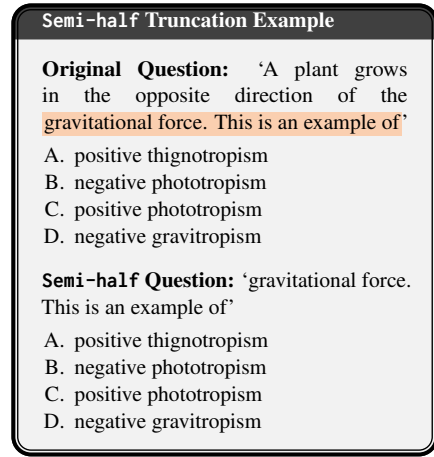 Semi-half Truncation Example
Original Question: ‘A plant grows
in the opposite direction of the
gravitational force. This is an example of’
A. positive thignotropism
B. negative phototropism
C. positive phototropism
D. negative gravitropism
Semi-half Question: ‘gravitational force.
This is an example of’
A. positive thignotropism
B. negative phototropism
C. positive phototropism
D. negative gravitropism